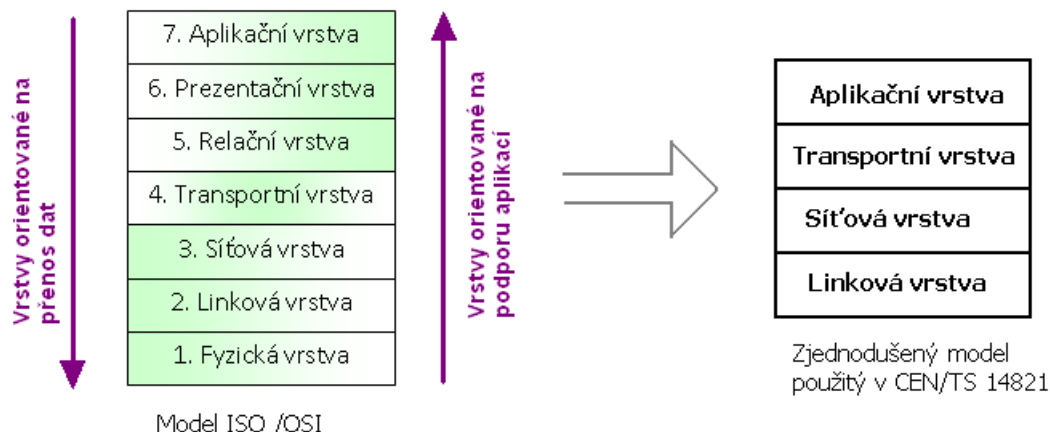 Vrstvy orientované na
přenos dat
7. Aplikační vrstva
6. Prezentační vrstva
5. Relační vrstva
4. Transportní vrstva
3. Síťová vrstva
2. Linková vrstva
1. Fyzická vrstva
Model ISO /OSI
Vrstvy orientované na
podporu aplikací
Aplikační vrstva
Transportní vrstva
Síťová vrstva
Linková vrstva
Zjednodušený model
použitý v CEN/TS 14821